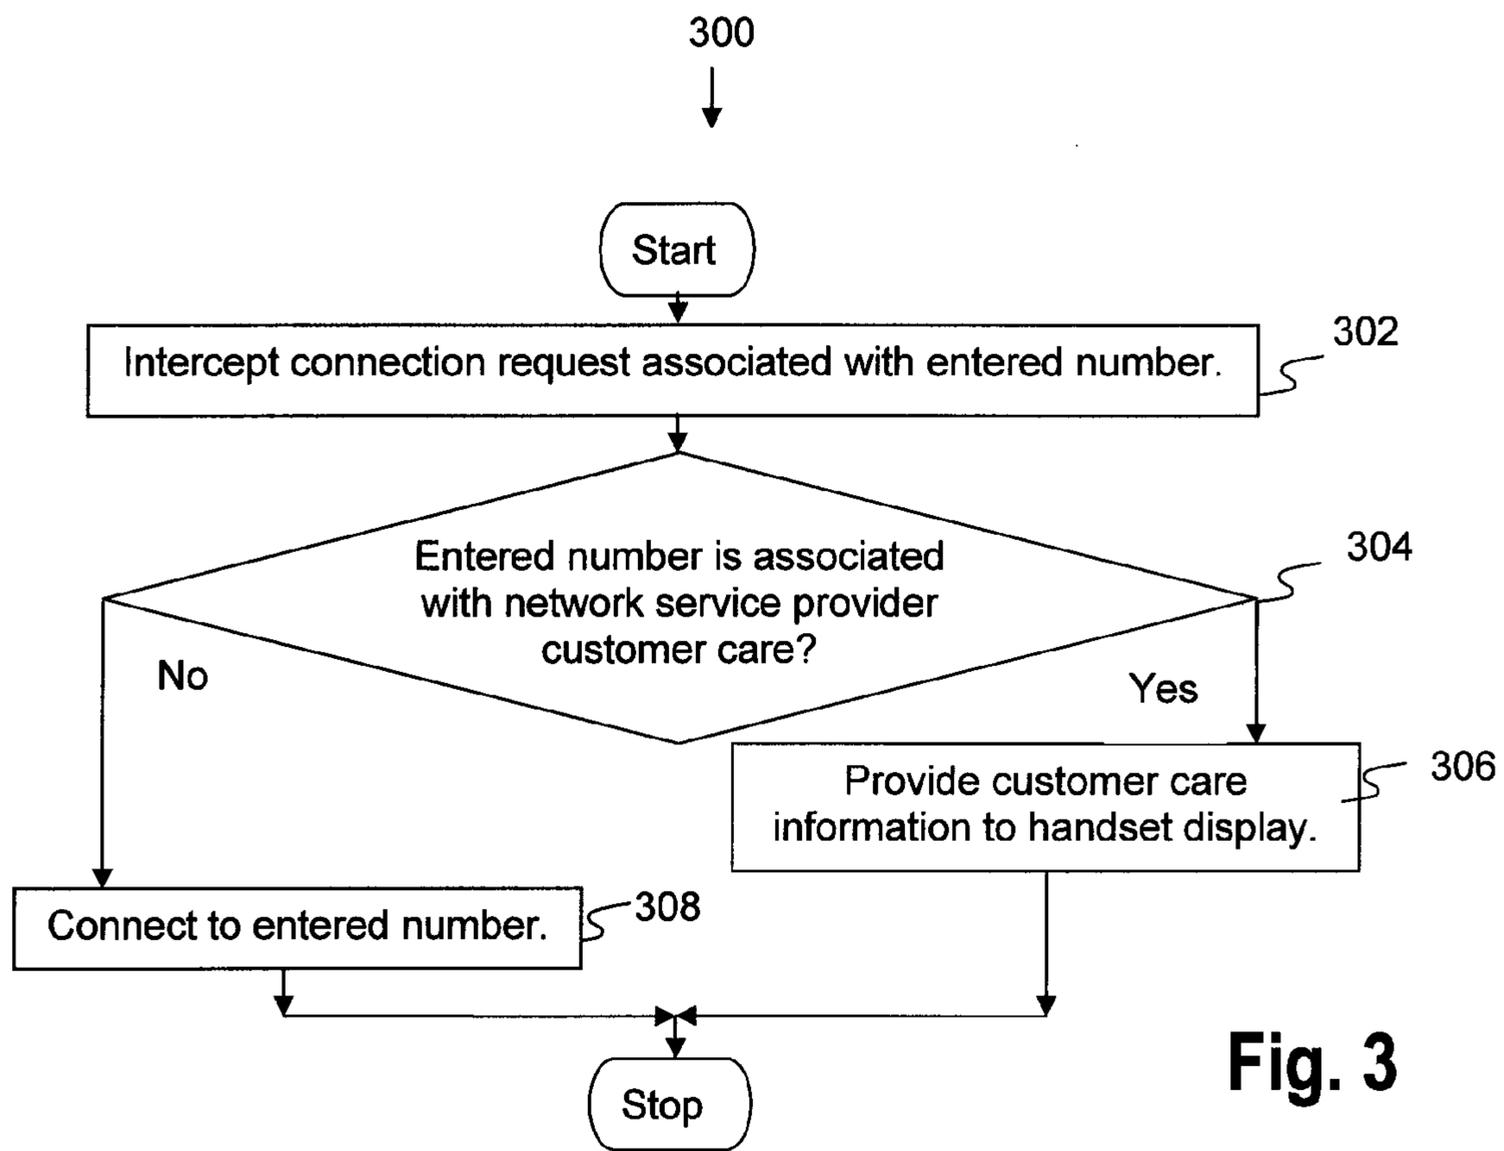 300
Start
Intercept connection request associated with entered number.
302
Entered number is associated
with network service provider
customer care?
304
No
Yes
Provide customer care
information to handset display.
306
Connect to entered number.
308
Stop
Fig. 3